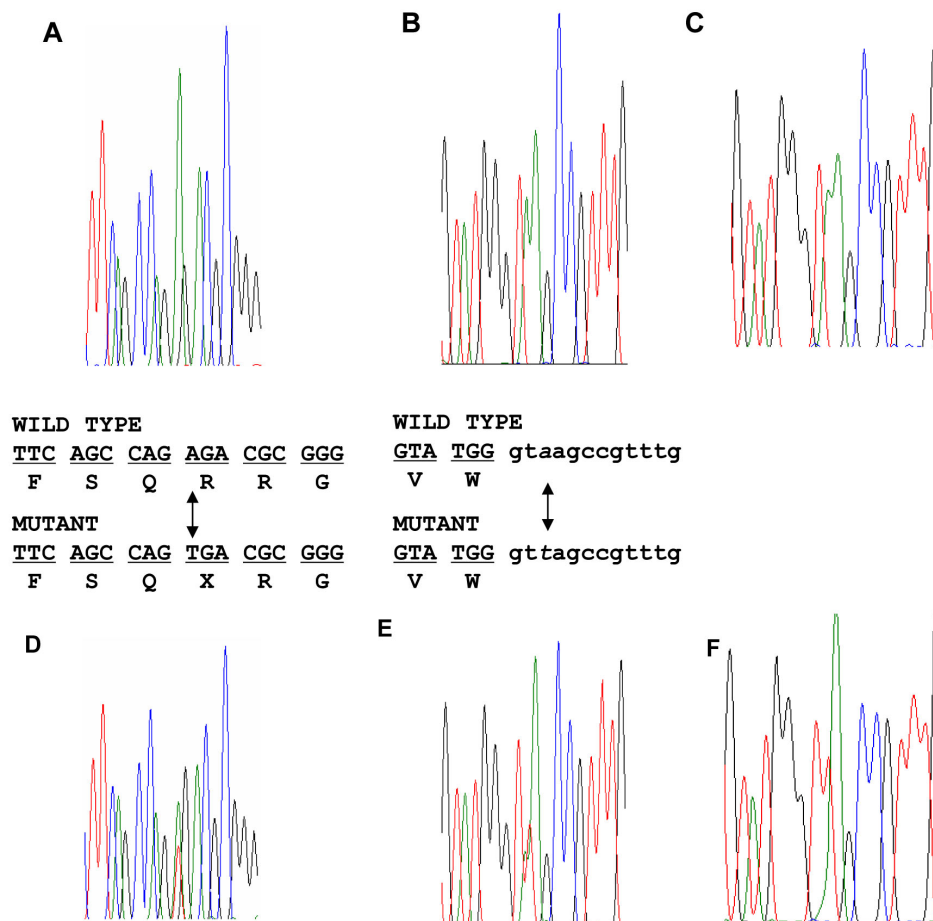 A
B
C
WILD TYPE
TTC AGC CAG AGA CGC GGG
F S Q R R G
MUTANT
TTC AGC CAG TGA CGC GGG
F S Q X R G
WILD TYPE
GTA TGG gtaagccgtttg
V W
MUTANT
GTA TGG gttagccgtttg
V W
D
E
F